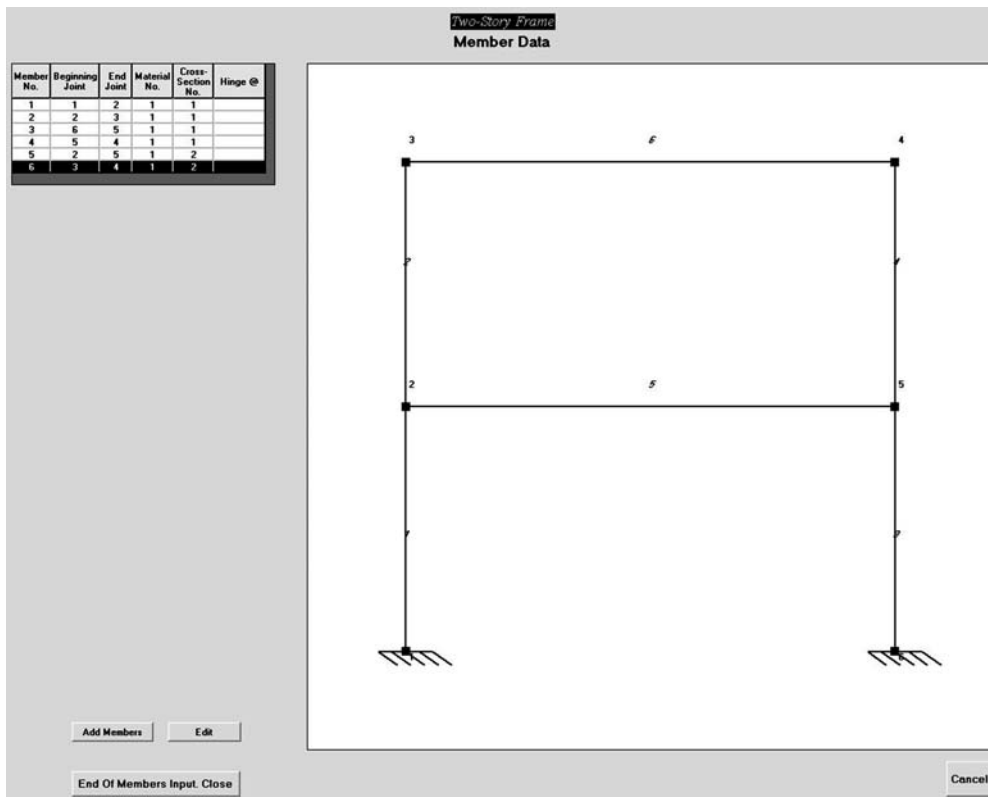 Two-Story Frame
Member Data
Member No. Beginning Joint End Joint Material No. Cross-Section No. Hinge @
1 1 2 1 1
2 2 3 1 1
3 6 5 1 1
4 5 4 1 1
5 2 5 1 2
6 3 4 1 2
3 6 4
2 4
2 5 5
1 3
1 6
Add Members Edit
End Of Members Input. Close
Cancel